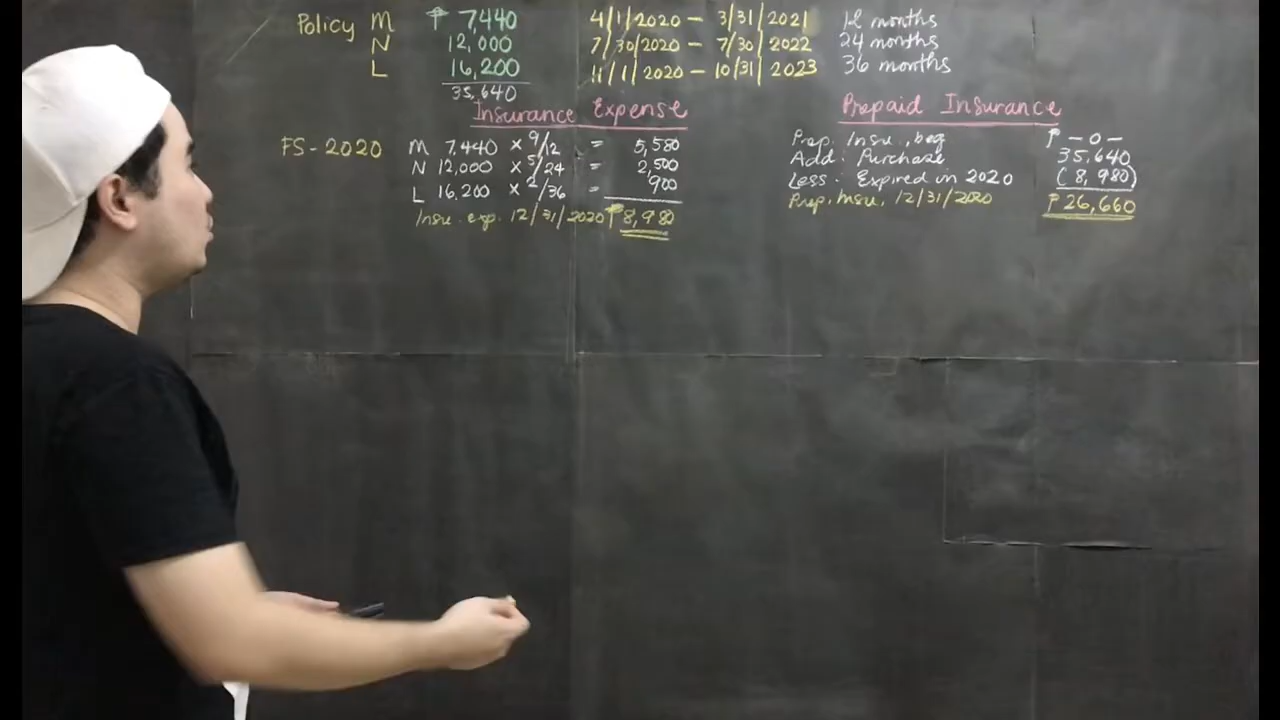 Policy M ₱ 7,440 4/1/2020 - 3/31/2021 12 months
N 12,000 7/30/2020 - 7/30/2022 24 months
L 16,200 11/1/2020 - 10/31/2023 36 months
35,640
Insurance Expense
Prepaid Insurance
FS-2020 M 7,440 x 9/12 = 5,580
N 12,000 x 5/24 = 2,500
L 16,200 x 2/36 = 900
Insu. exp. 12/31/2020 ₱8,980
Prep. Insu., beg ₱ -0-
Add: Purchase 35,640
Less: Expired in 2020 (8,980)
Prep. Insu. 12/31/2020 ₱26,660